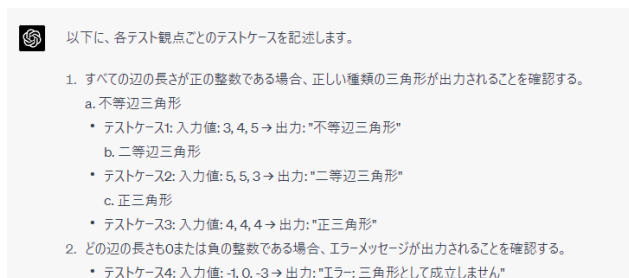 以下に、各テスト観点ごとのテストケースを記述します。
1. すべての辺の長さが正の整数である場合、正しい種類の三角形が出力されることを確認する。
a. 不等辺三角形
• テストケース1: 入力値: 3, 4, 5 → 出力: "不等辺三角形"
b. 二等辺三角形
• テストケース2: 入力値: 5, 5, 3 → 出力: "二等辺三角形"
c. 正三角形
• テストケース3: 入力値: 4, 4, 4 → 出力: "正三角形"
2. どの辺の長さも0または負の整数である場合、エラーメッセージが出力されることを確認する。
• テストケース4: 入力値: -1, 0, -3 → 出力: "エラー: 三角形として成立しません"